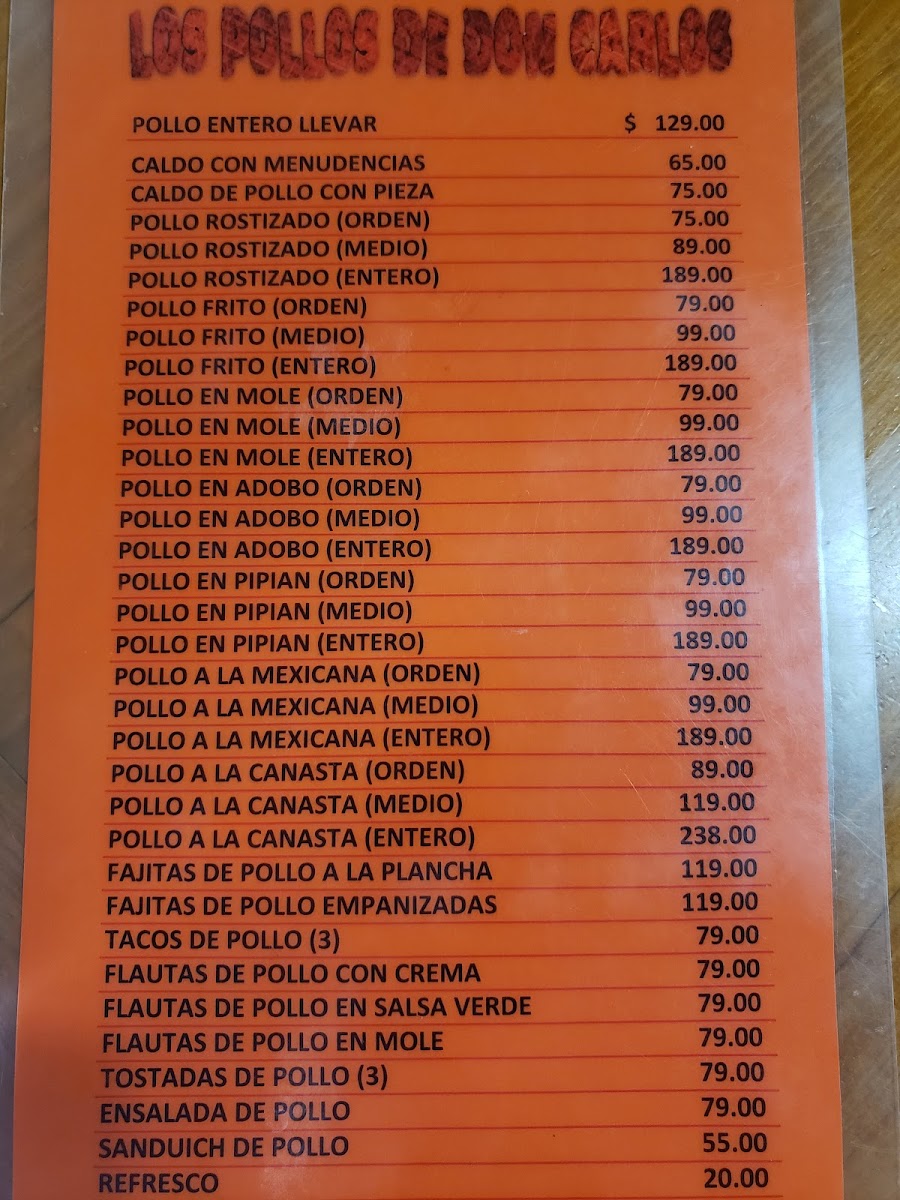 LOS POLLOS DE DON CARLOS
POLLO ENTERO LLEVAR $ 129.00
CALDO CON MENUDENCIAS 65.00
CALDO DE POLLO CON PIEZA 75.00
POLLO ROSTIZADO (ORDEN) 75.00
POLLO ROSTIZADO (MEDIO) 89.00
POLLO ROSTIZADO (ENTERO) 189.00
POLLO FRITO (ORDEN) 79.00
POLLO FRITO (MEDIO) 99.00
POLLO FRITO (ENTERO) 189.00
POLLO EN MOLE (ORDEN) 79.00
POLLO EN MOLE (MEDIO) 99.00
POLLO EN MOLE (ENTERO) 189.00
POLLO EN ADOBO (ORDEN) 79.00
POLLO EN ADOBO (MEDIO) 99.00
POLLO EN ADOBO (ENTERO) 189.00
POLLO EN PIPIAN (ORDEN) 79.00
POLLO EN PIPIAN (MEDIO) 99.00
POLLO EN PIPIAN (ENTERO) 189.00
POLLO A LA MEXICANA (ORDEN) 79.00
POLLO A LA MEXICANA (MEDIO) 99.00
POLLO A LA MEXICANA (ENTERO) 189.00
POLLO A LA CANASTA (ORDEN) 89.00
POLLO A LA CANASTA (MEDIO) 119.00
POLLO A LA CANASTA (ENTERO) 238.00
FAJITAS DE POLLO A LA PLANCHA 119.00
FAJITAS DE POLLO EMPANIZADAS 119.00
TACOS DE POLLO (3) 79.00
FLAUTAS DE POLLO CON CREMA 79.00
FLAUTAS DE POLLO EN SALSA VERDE 79.00
FLAUTAS DE POLLO EN MOLE 79.00
TOSTADAS DE POLLO (3) 79.00
ENSALADA DE POLLO 79.00
SANDUICH DE POLLO 55.00
REFRESCO 20.00